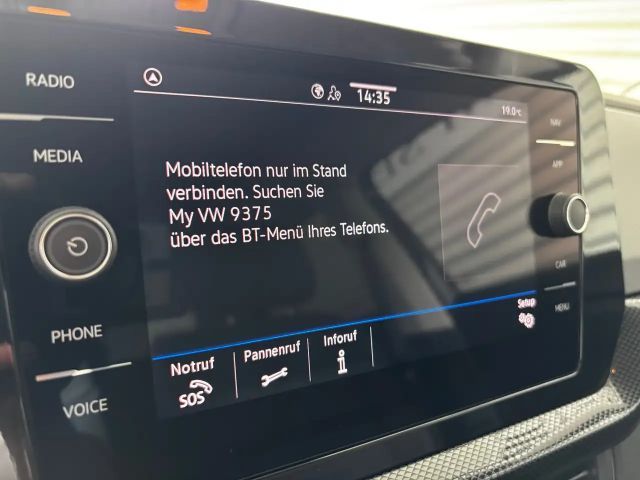 RADIO
MEDIA
PHONE
VOICE
14:35
19.0°C
Mobiltelefon nur im Stand
verbinden. Suchen Sie
My VW 9375
über das BT-Menü Ihres Telefons.
Notruf
SOS
Pannenruf
Inforuf
Setup
NAV
APP
CAR
MENU